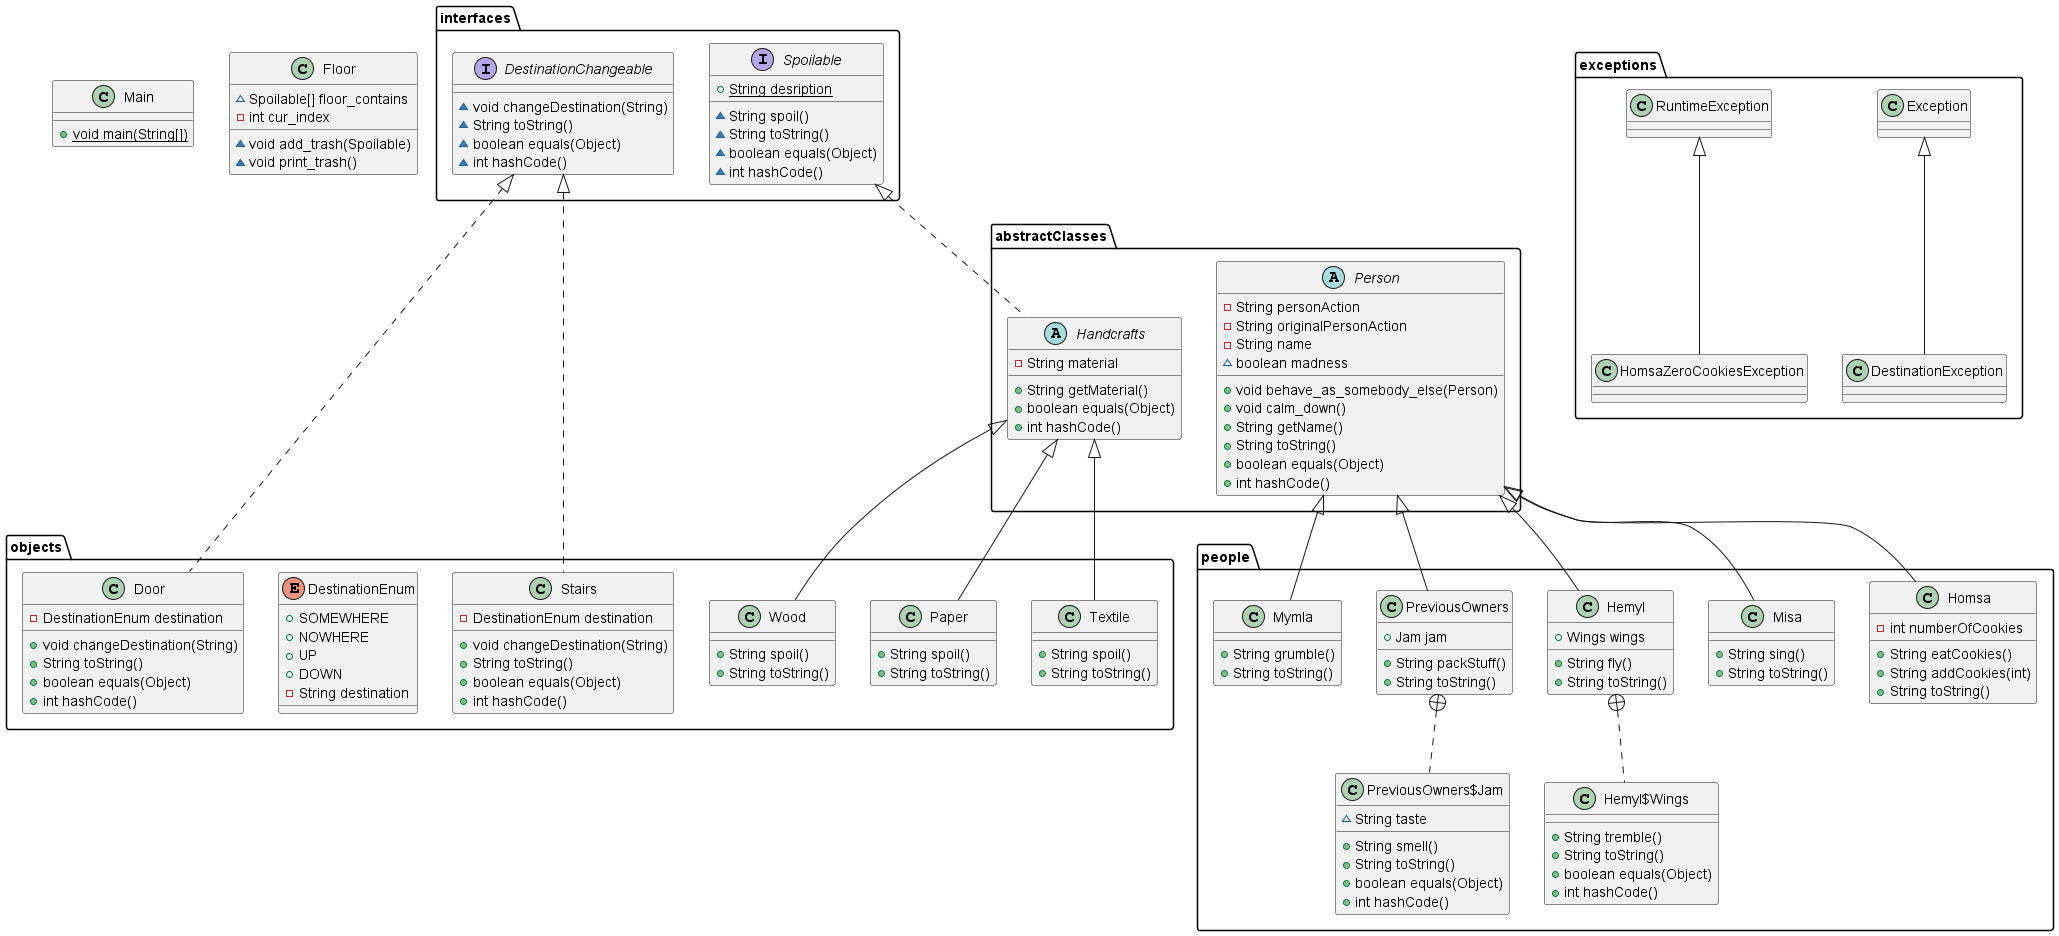 interfaces
C Main
void main(String[])
C Floor
Spoilable[] floor_contains
int cur_index
void add_trash(Spoilable)
void print_trash()
I DestinationChangeable
void changeDestination(String)
String toString()
boolean equals(Object)
int hashCode()
I Spoilable
String desription
String spoil()
String toString()
boolean equals(Object)
int hashCode()
exceptions
C RuntimeException
C Exception
C HomsaZeroCookiesException
C DestinationException
abstractClasses
A Handcrafts
String material
String getMaterial()
boolean equals(Object)
int hashCode()
A Person
String personAction
String originalPersonAction
String name
boolean madness
void behave_as_somebody_else(Person)
void calm_down()
String getName()
String toString()
boolean equals(Object)
int hashCode()
objects
C Door
DestinationEnum destination
void changeDestination(String)
String toString()
boolean equals(Object)
int hashCode()
E DestinationEnum
SOMEWHERE
NOWHERE
UP
DOWN
String destination
C Stairs
DestinationEnum destination
void changeDestination(String)
String toString()
boolean equals(Object)
int hashCode()
C Wood
String spoil()
String toString()
C Paper
String spoil()
String toString()
C Textile
String spoil()
String toString()
people
C Mymla
String grumble()
String toString()
C PreviousOwners
Jam jam
String packStuff()
String toString()
C Hemyl
Wings wings
String fly()
String toString()
C Misa
String sing()
String toString()
C Homsa
int numberOfCookies
String eatCookies()
String addCookies(int)
String toString()
C PreviousOwners$Jam
String taste
String smell()
String toString()
boolean equals(Object)
int hashCode()
C Hemyl$Wings
String tremble()
String toString()
boolean equals(Object)
int hashCode()